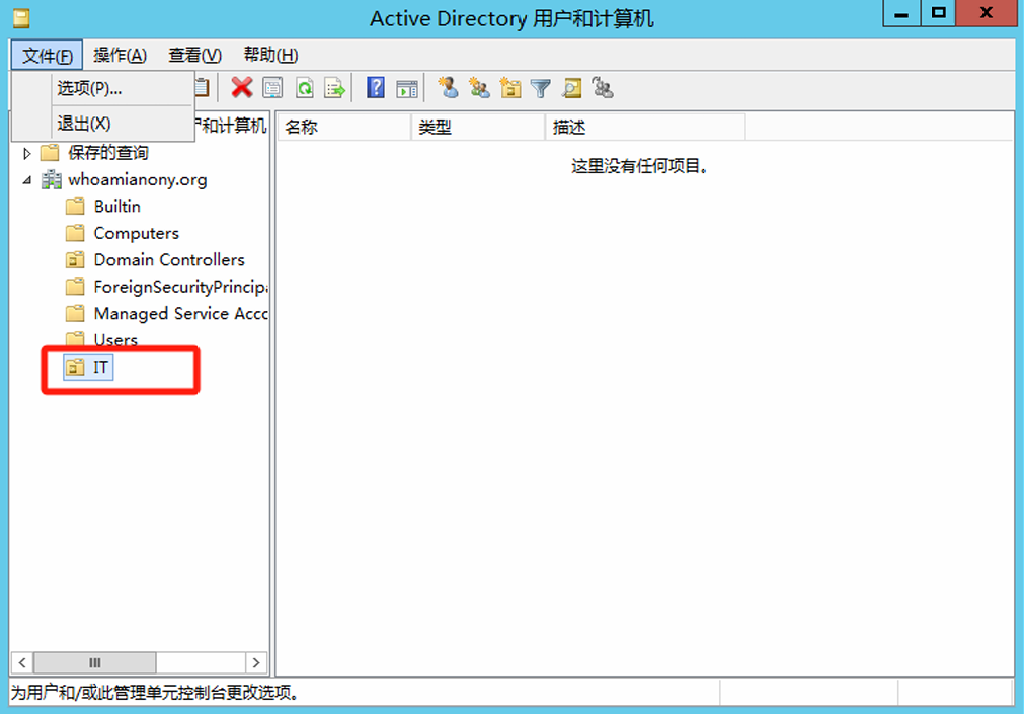 Active Directory 用户和计算机
文件(F) 操作(A) 查看(V) 帮助(H)
选项(P)...
退出(X)
和计算机
名称 类型 描述
保存的查询
这里没有任何项目。
whoamianony.org
Builtin
Computers
Domain Controllers
ForeignSecurityPrincip
Managed Service Acco
Users
IT
为用户和/或此管理单元控制台更改选项。